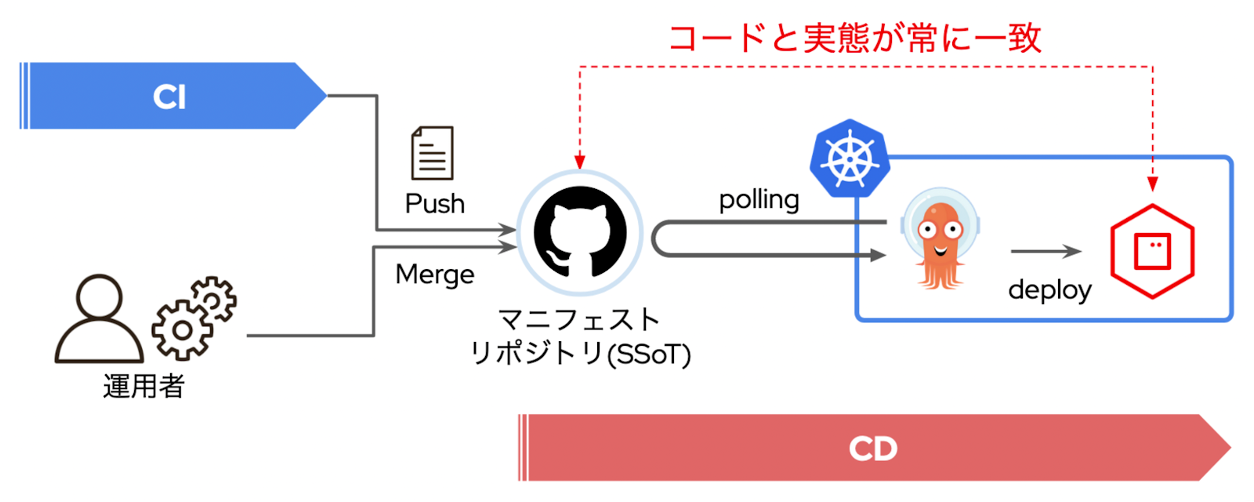 コードと実態が常に一致
CI
Push
polling
Merge
deploy
マニフェスト
リポジトリ(SSoT)
運用者
CD